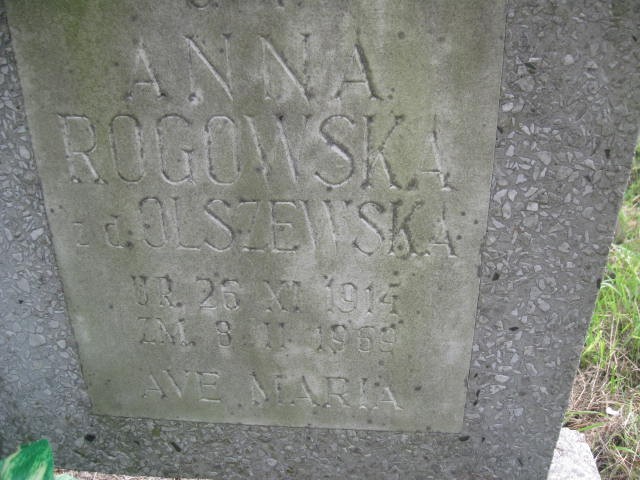 ANNA
ROGOWSKA
z d. OLSZEWSKA
UR. 26 XI 1914
ZM. 8 II 1969
AVE MARIA